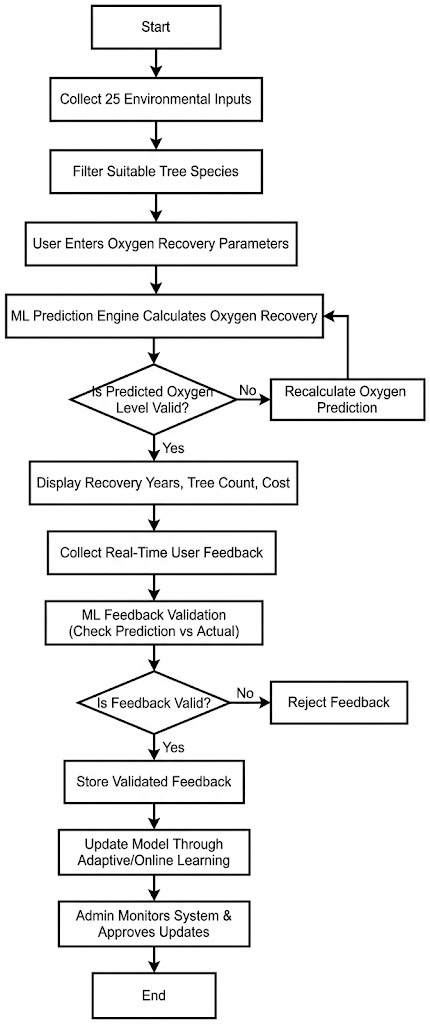 Start
Collect 25 Environmental Inputs
Filter Suitable Tree Species
User Enters Oxygen Recovery Parameters
ML Prediction Engine Calculates Oxygen Recovery
Is Predicted Oxygen
Level Valid?
No
Recalculate Oxygen
Prediction
Yes
Display Recovery Years, Tree Count, Cost
Collect Real-Time User Feedback
ML Feedback Validation
(Check Prediction vs Actual)
Is Feedback Valid?
No
Reject Feedback
Yes
Store Validated Feedback
Update Model Through
Adaptive/Online Learning
Admin Monitors System &
Approves Updates
End